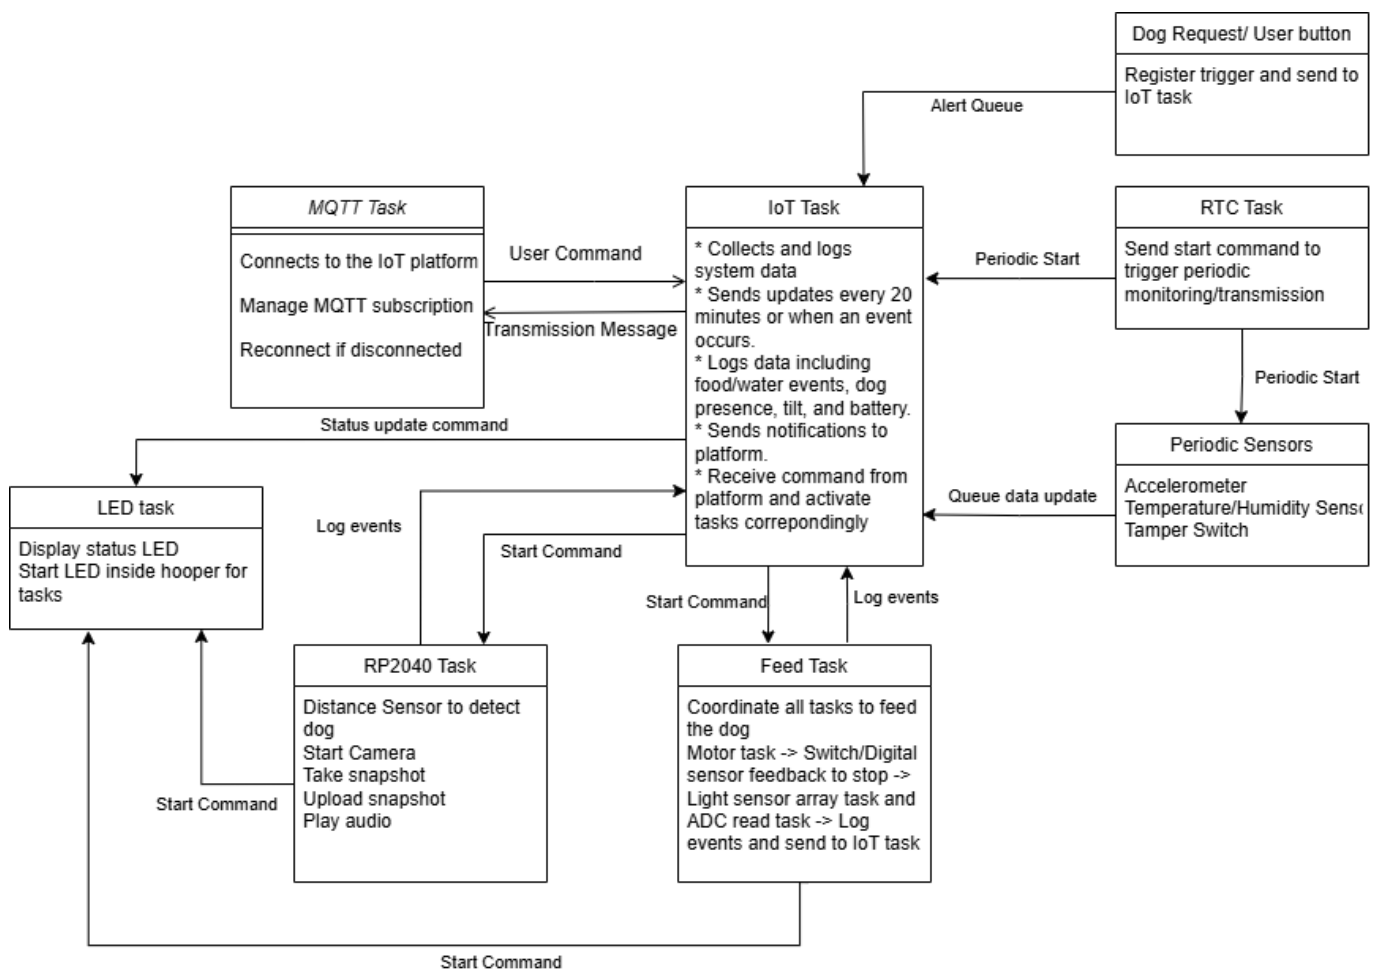 Dog Request/ User button
Register trigger and send to
IoT task
Alert Queue
MQTT Task
Connects to the IoT platform
Manage MQTT subscription
Reconnect if disconnected
User Command
Transmission Message
IoT Task
* Collects and logs
system data
* Sends updates every 20
minutes or when an event
occurs.
* Logs data including
food/water events, dog
presence, tilt, and battery.
* Sends notifications to
platform.
* Receive command from
platform and activate
tasks correpondingly
Periodic Start
RTC Task
Send start command to
trigger periodic
monitoring/transmission
Periodic Start
Periodic Sensors
Accelerometer
Temperature/Humidity Senso
Tamper Switch
Queue data update
Status update command
LED task
Display status LED
Start LED inside hooper for
tasks
Log events
Start Command
Start Command
Log events
RP2040 Task
Distance Sensor to detect
dog
Start Camera
Take snapshot
Upload snapshot
Play audio
Start Command
Feed Task
Coordinate all tasks to feed
the dog
Motor task -> Switch/Digital
sensor feedback to stop ->
Light sensor array task and
ADC read task -> Log
events and send to IoT task
Start Command